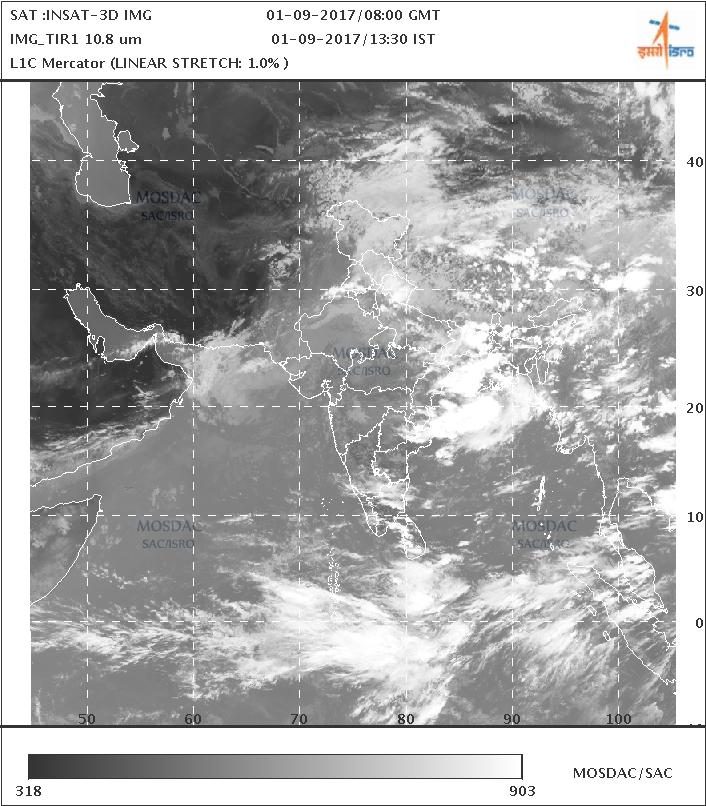 SAT :INSAT-3D IMG 01-09-2017/08:00 GMT
IMG_TIR1 10.8 um 01-09-2017/13:30 IST
L1C Mercator (LINEAR STRETCH: 1.0% )
इसरो isro
40
MOSDAC MOSDAC
SAC/ISRO SAC/ISRO
30
MOSDAC
SAC/ISRO
20
10
MOSDAC MOSDAC
SAC/ISRO SAC/ISRO
0
50 60 70 80 90 100
MOSDAC/SAC
318 903